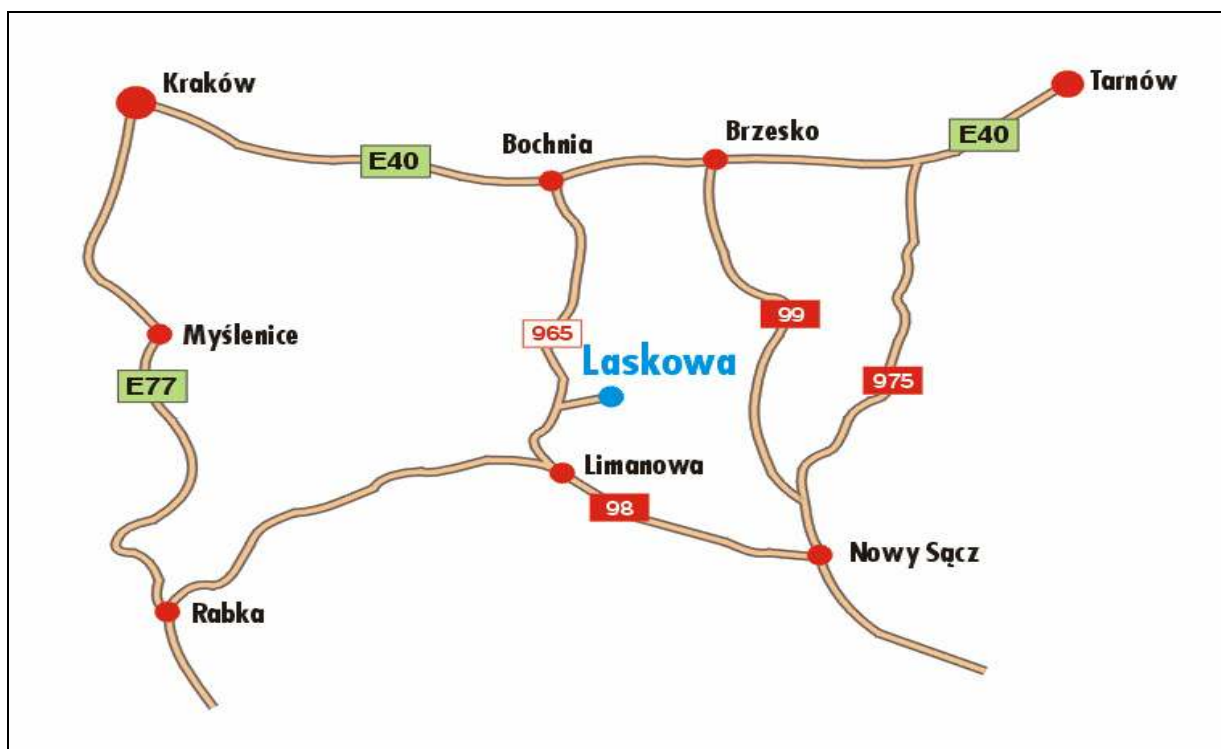 Kraków
Tarnów
Brzesko
E40
Bochnia
E40
99
965
Myślenice
Laskowa
975
E77
Limanowa
98
Nowy Sącz
Rabka